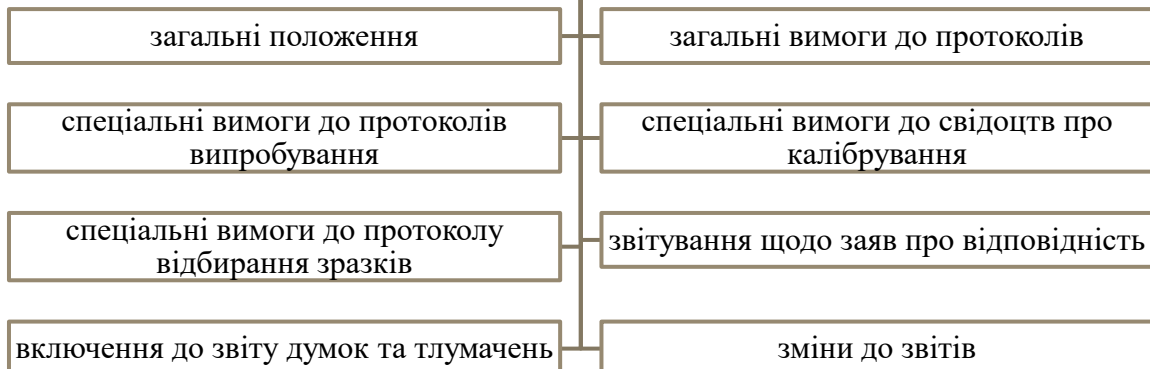 загальні положення
загальні вимоги до протоколів
спеціальні вимоги до протоколів
випробування
спеціальні вимоги до свідоцтв про
калібрування
спеціальні вимоги до протоколу
відбирання зразків
звітування щодо заяв про відповідність
включення до звіту думок та тлумачень
зміни до звітів